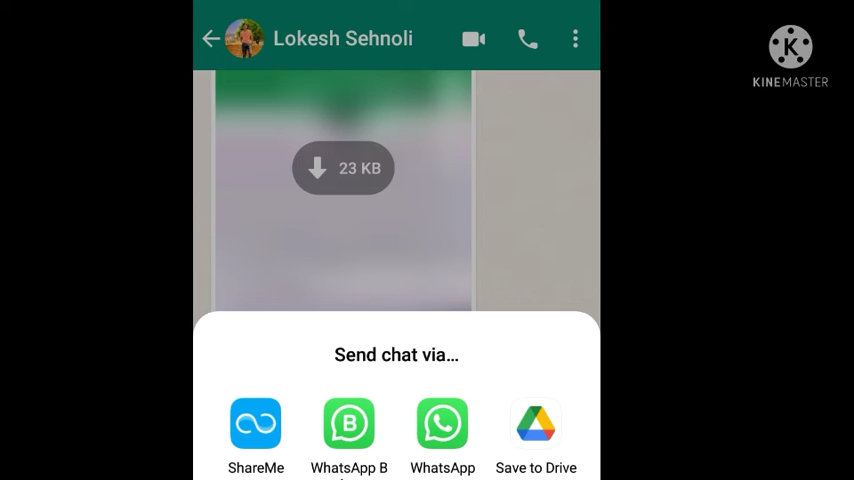 Lokesh Sehnoli
KINEMASTER
23 KB
Send chat via...
ShareMe
WhatsApp B
WhatsApp
Save to Drive